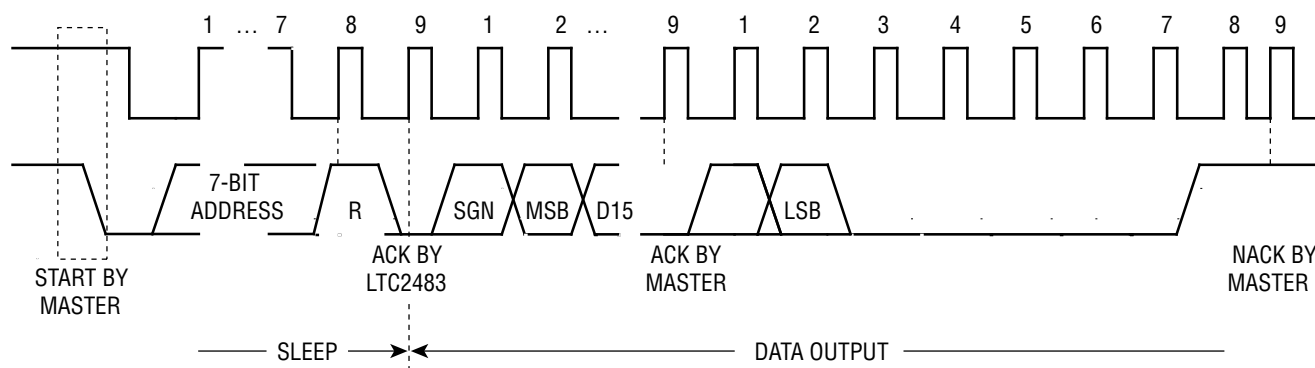 1 … 7 8 9 1 2 … 9 1 2 3 4 5 6 7 8 9
7-BIT
ADDRESS
R
SGN
MSB
D15
LSB
START BY
MASTER
ACK BY
LTC2483
ACK BY
MASTER
NACK BY
MASTER
SLEEP
DATA OUTPUT